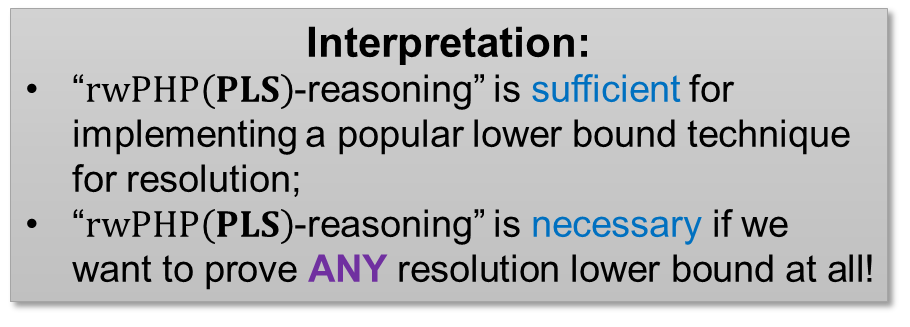 Interpretation:
• “rwPHP(PLS)-reasoning” is sufficient for
implementing a popular lower bound technique
for resolution;
• “rwPHP(PLS)-reasoning” is necessary if we
want to prove ANY resolution lower bound at all!